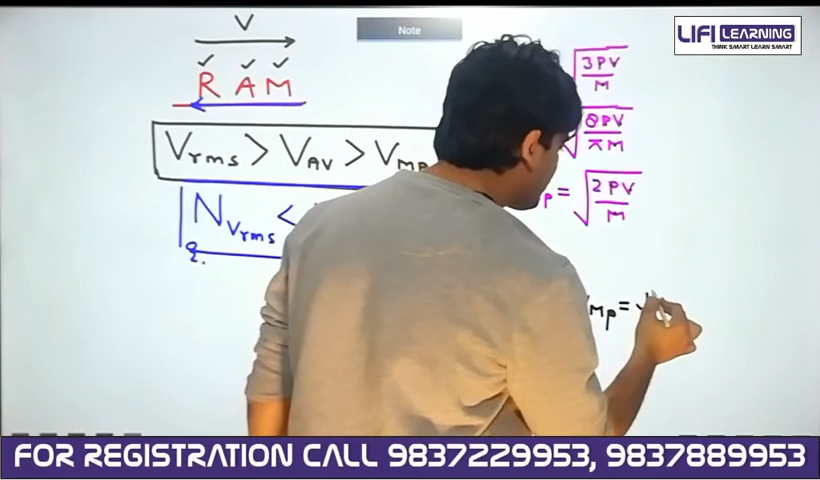 V
Note
LIFI LEARNING
THINK SMART LEARN SMART
R A M
√3PV/M
Vrms > VAV > VMP
√8PV/πM
P = √2PV/M
NVrms <
MP = √
FOR REGISTRATION CALL 9837229953, 9837889953